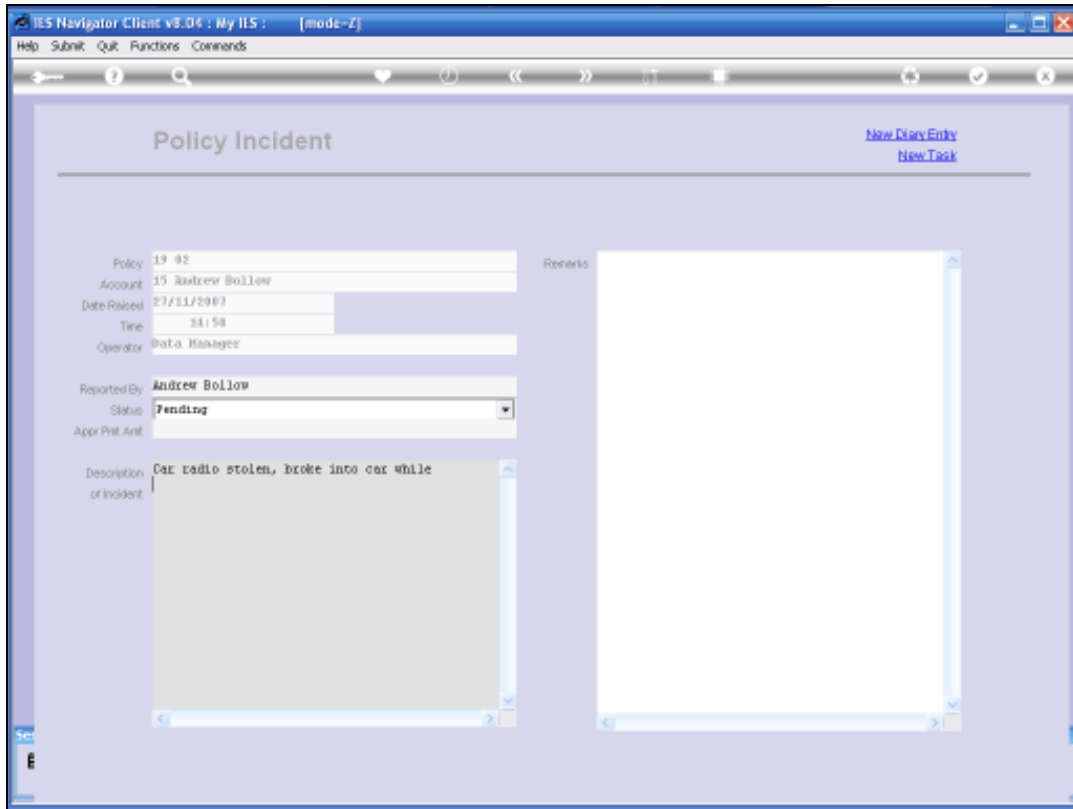 IES Navigator Client v8.04 : My IES : [mode=Z]
Help Submit Quit Functions Commands
Policy Incident
New Diary Entry
New Task
Policy 19 02
Account 15 Andrew Bollow
Date Raised 27/11/2007
Time
Operator Data Manager
Reported By Andrew Bollow
Status Pending
Appr Pmt Amt
Description of Incident
Car radio stolen, broke into car while
Remarks